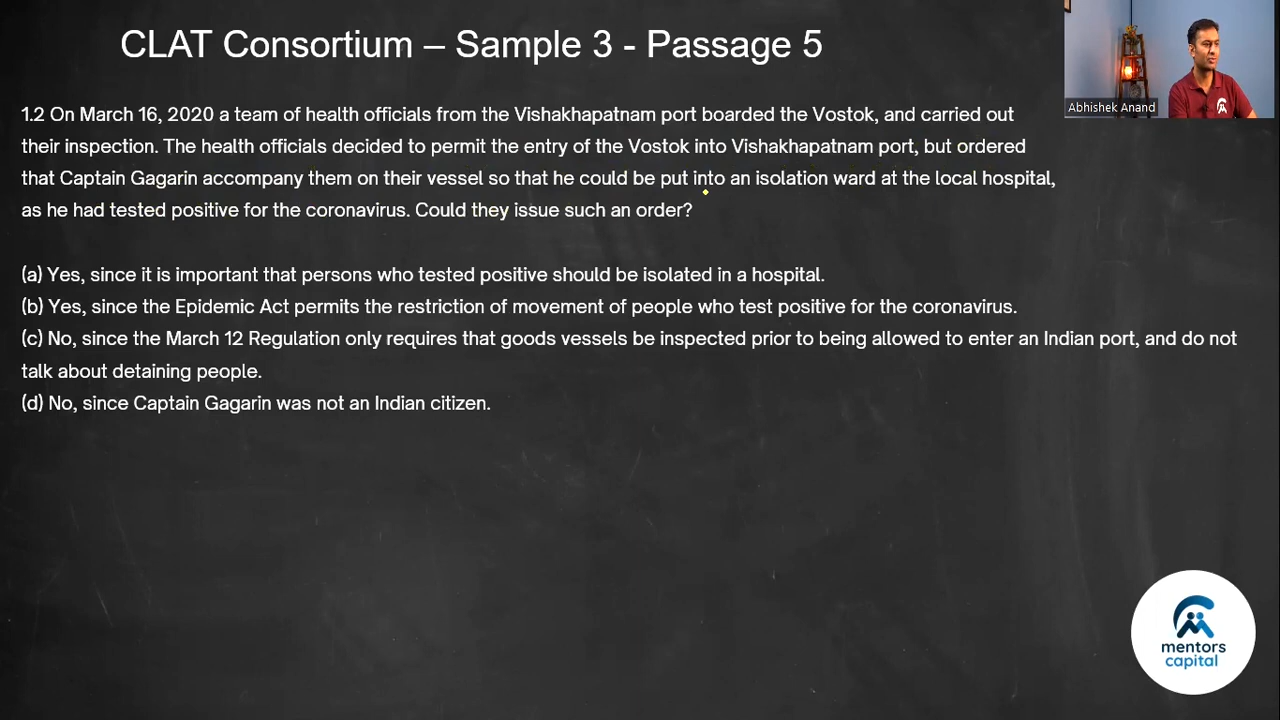 CLAT Consortium – Sample 3 - Passage 5
Abhishek Anand
1.2 On March 16, 2020 a team of health officials from the Vishakhapatnam port boarded the Vostok, and carried out
their inspection. The health officials decided to permit the entry of the Vostok into Vishakhapatnam port, but ordered
that Captain Gagarin accompany them on their vessel so that he could be put into an isolation ward at the local hospital,
as he had tested positive for the coronavirus. Could they issue such an order?
(a) Yes, since it is important that persons who tested positive should be isolated in a hospital.
(b) Yes, since the Epidemic Act permits the restriction of movement of people who test positive for the coronavirus.
(c) No, since the March 12 Regulation only requires that goods vessels be inspected prior to being allowed to enter an Indian port, and do not
talk about detaining people.
(d) No, since Captain Gagarin was not an Indian citizen.
mentors
capital